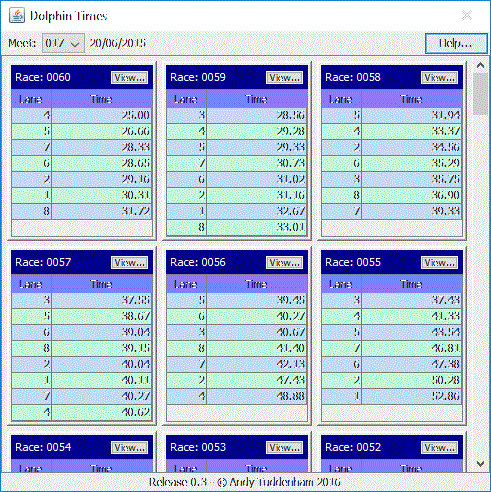 Dolphin Times
Meet: 017 20/06/2015 Help...
Race: 0060 View...
Lane Time
4 25.00
5 26.66
7 28.33
6 28.65
2 29.16
1 30.31
8 31.72
Race: 0059 View...
Lane Time
3 28.56
4 29.28
5 29.33
7 30.73
6 31.02
2 31.16
1 32.67
8 33.01
Race: 0058 View...
Lane Time
5 31.94
4 33.37
2 34.56
6 35.29
3 35.75
8 36.90
7 39.33
Race: 0057 View...
Lane Time
3 37.55
5 38.67
6 39.04
8 39.15
2 40.04
1 40.11
7 40.27
4 40.62
Race: 0056 View...
Lane Time
5 39.45
6 40.27
3 40.67
8 41.40
7 42.13
2 47.43
4 48.88
Race: 0055 View...
Lane Time
3 37.43
4 41.33
5 43.54
7 46.81
6 47.38
2 50.28
1 52.86
Race: 0054 View...
Race: 0053 View...
Race: 0052 View...
Release 0.3 - © Andy Tuddenham 2016